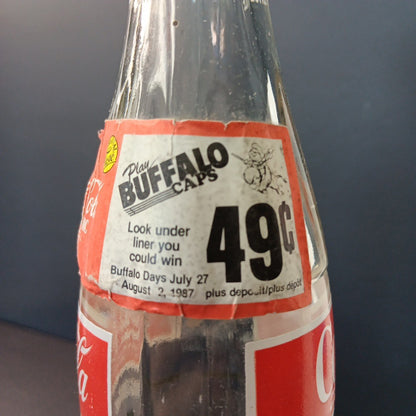 Play
BUFFALO
CAPS
Look under
liner you
could win
49¢
Buffalo Days July 27
August 2, 1987 plus deposit/plus dépôt